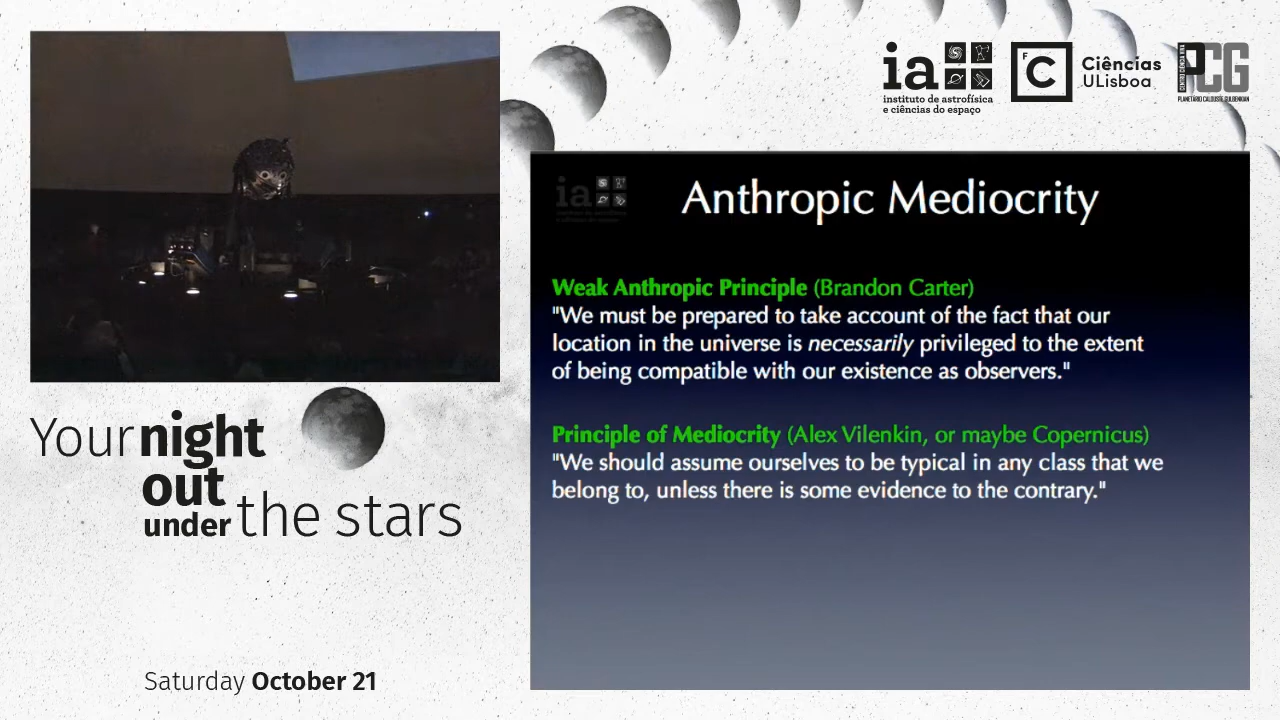 ia
instituto de astrofísica
e ciências do espaço
F
C
Ciências
ULisboa
PCG
PLANETÁRIO CALOUSTE GULBENKIAN
Anthropic Mediocrity
Weak Anthropic Principle (Brandon Carter)
"We must be prepared to take account of the fact that our
location in the universe is necessarily privileged to the extent
of being compatible with our existence as observers."
Principle of Mediocrity (Alex Vilenkin, or maybe Copernicus)
"We should assume ourselves to be typical in any class that we
belong to, unless there is some evidence to the contrary."
Your night
out
under the stars
Saturday October 21